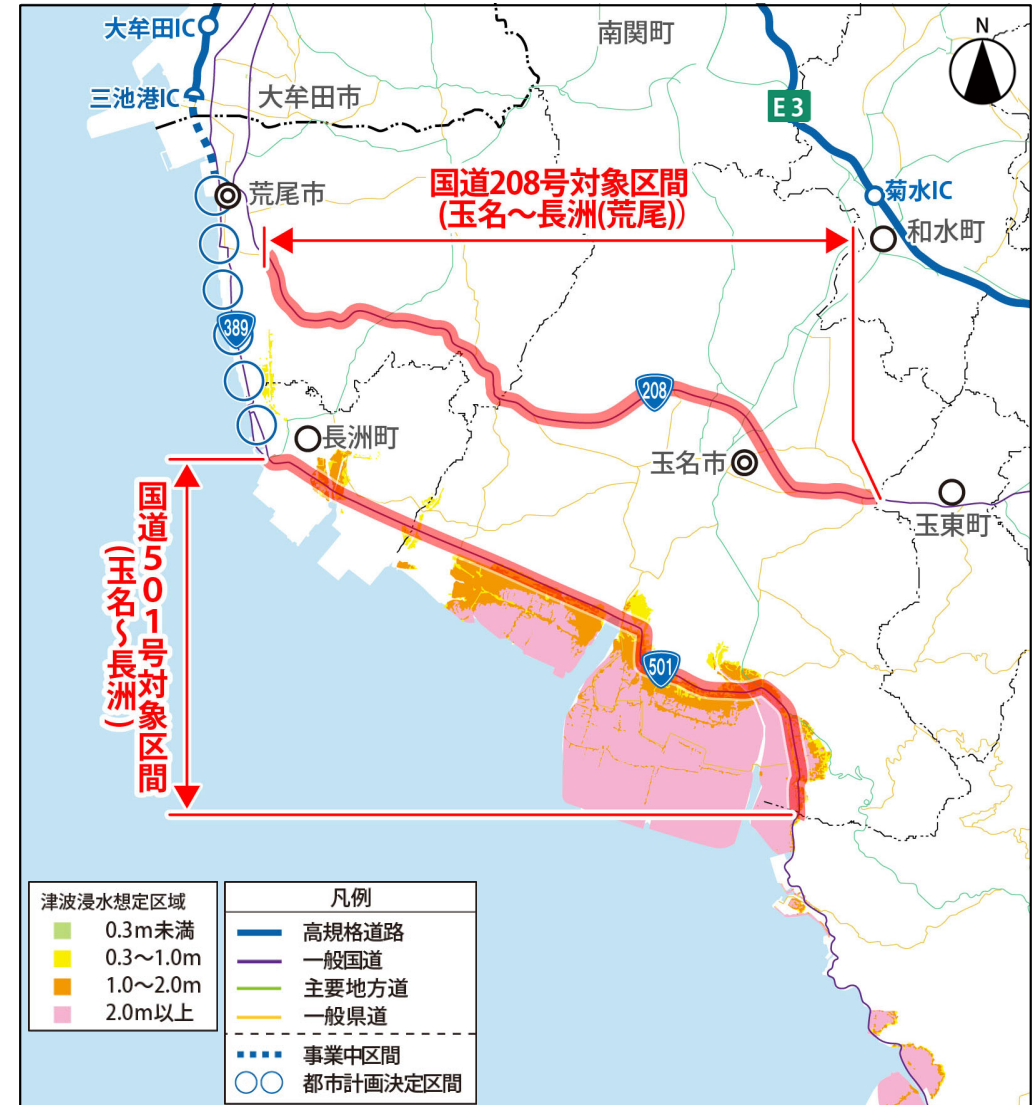 大牟田IC
南関町
N
三池港IC
大牟田市
E3
国道208号対象区間
(玉名～長洲(荒尾))
荒尾市
菊水IC
和水町
389
208
長洲町
玉名市
玉東町
国道501号対象区間
(玉名～長洲)
501
津波浸水想定区域
0.3m未満
0.3～1.0m
1.0～2.0m
2.0m以上
凡例
高規格道路
一般国道
主要地方道
一般県道
事業中区間
都市計画決定区間